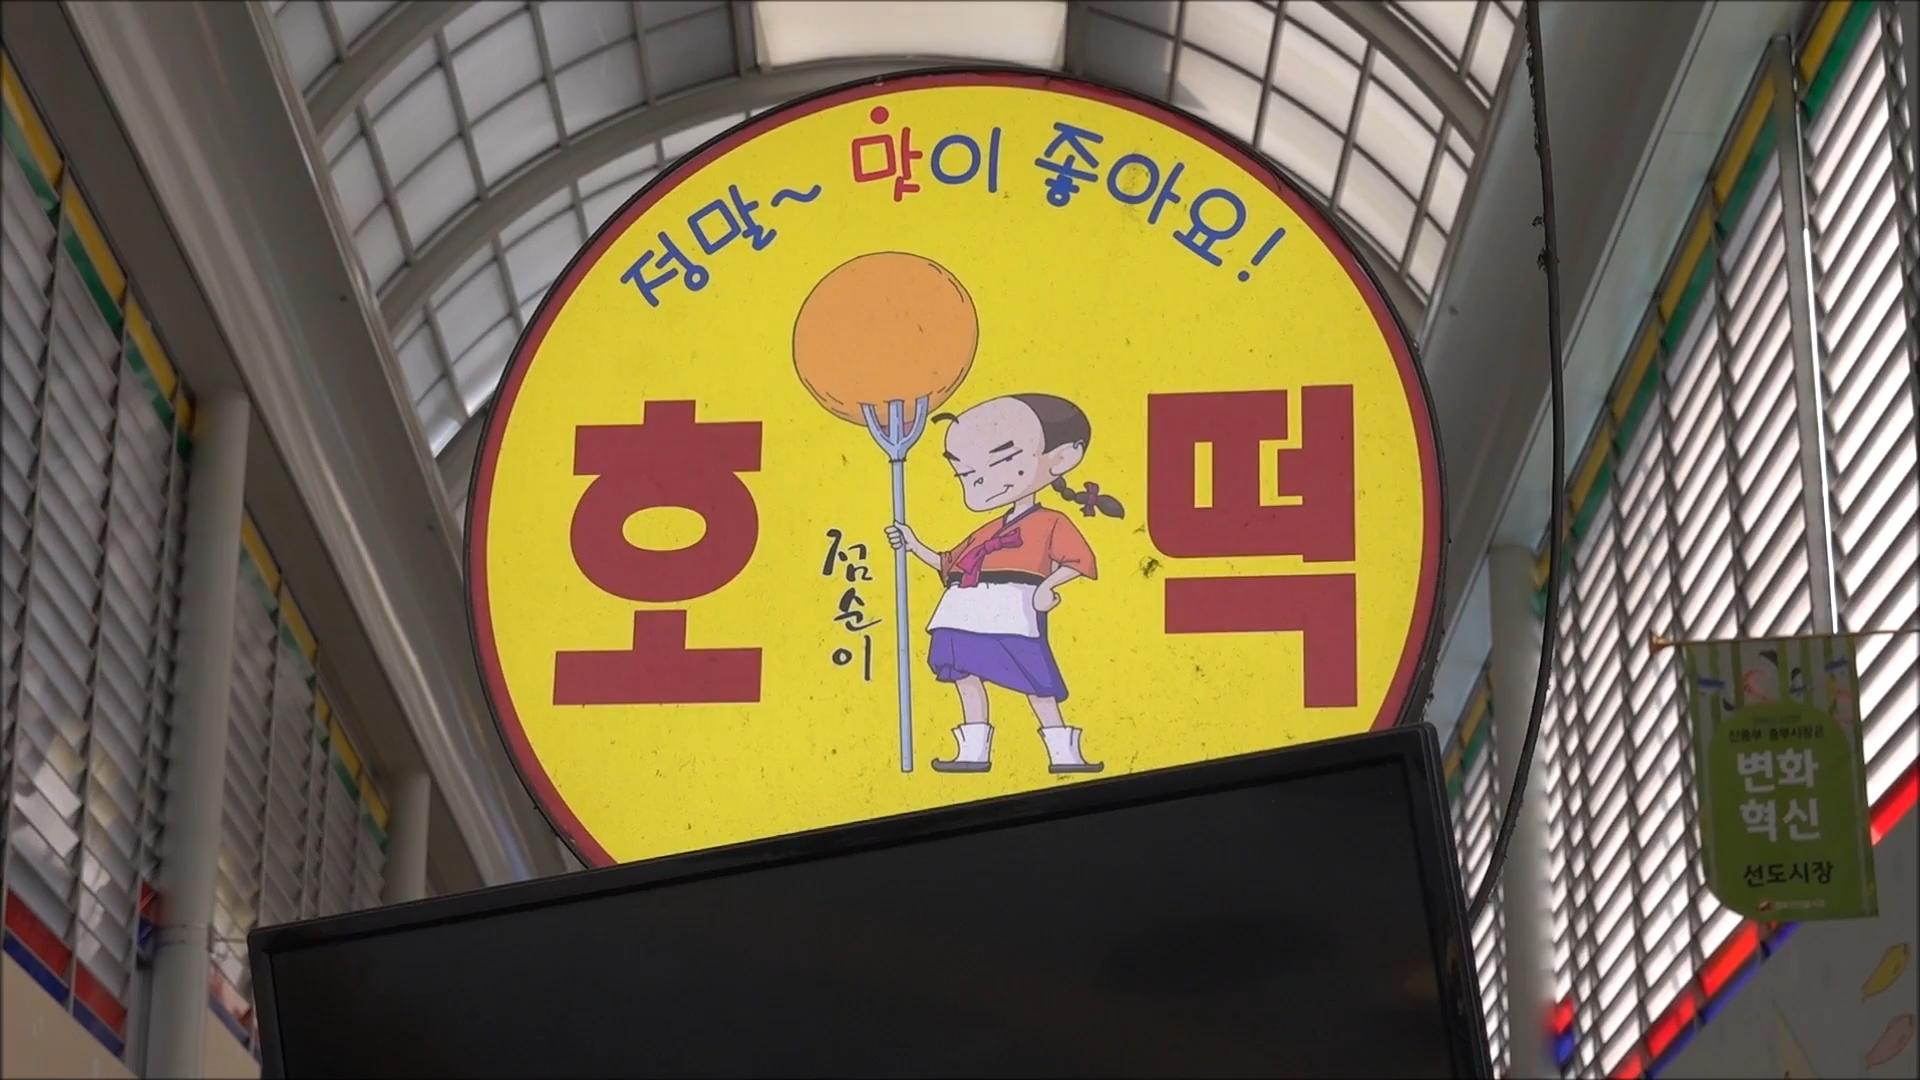 정말~ 맛이 좋아요!
호떡
점순이
변화
혁신
선도시장